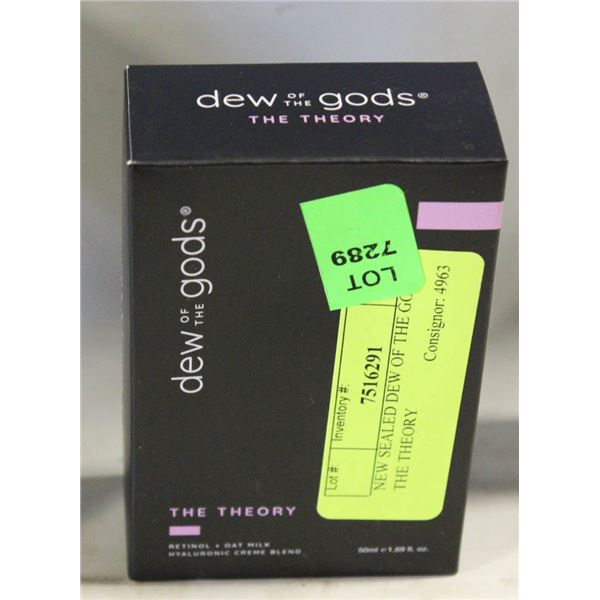 dew OF THE gods®
THE THEORY
dew OF THE gods®
LOT
7289
Lot #:
Inventory #:
7516291
NEW SEALED DEW OF THE
THE THEORY
Consignor: 4963
THE THEORY
RETINOL + OAT MILK
HYALURONIC CREME BLEND
50ml e 1.69 fl. oz.